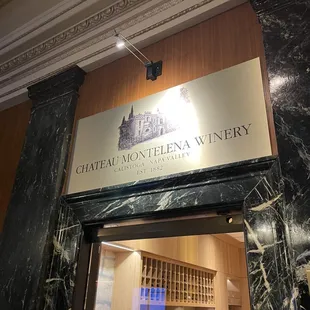 CHATEAU MONTELENA WINERY
CALISTOGA, NAPA VALLEY
EST. 1882